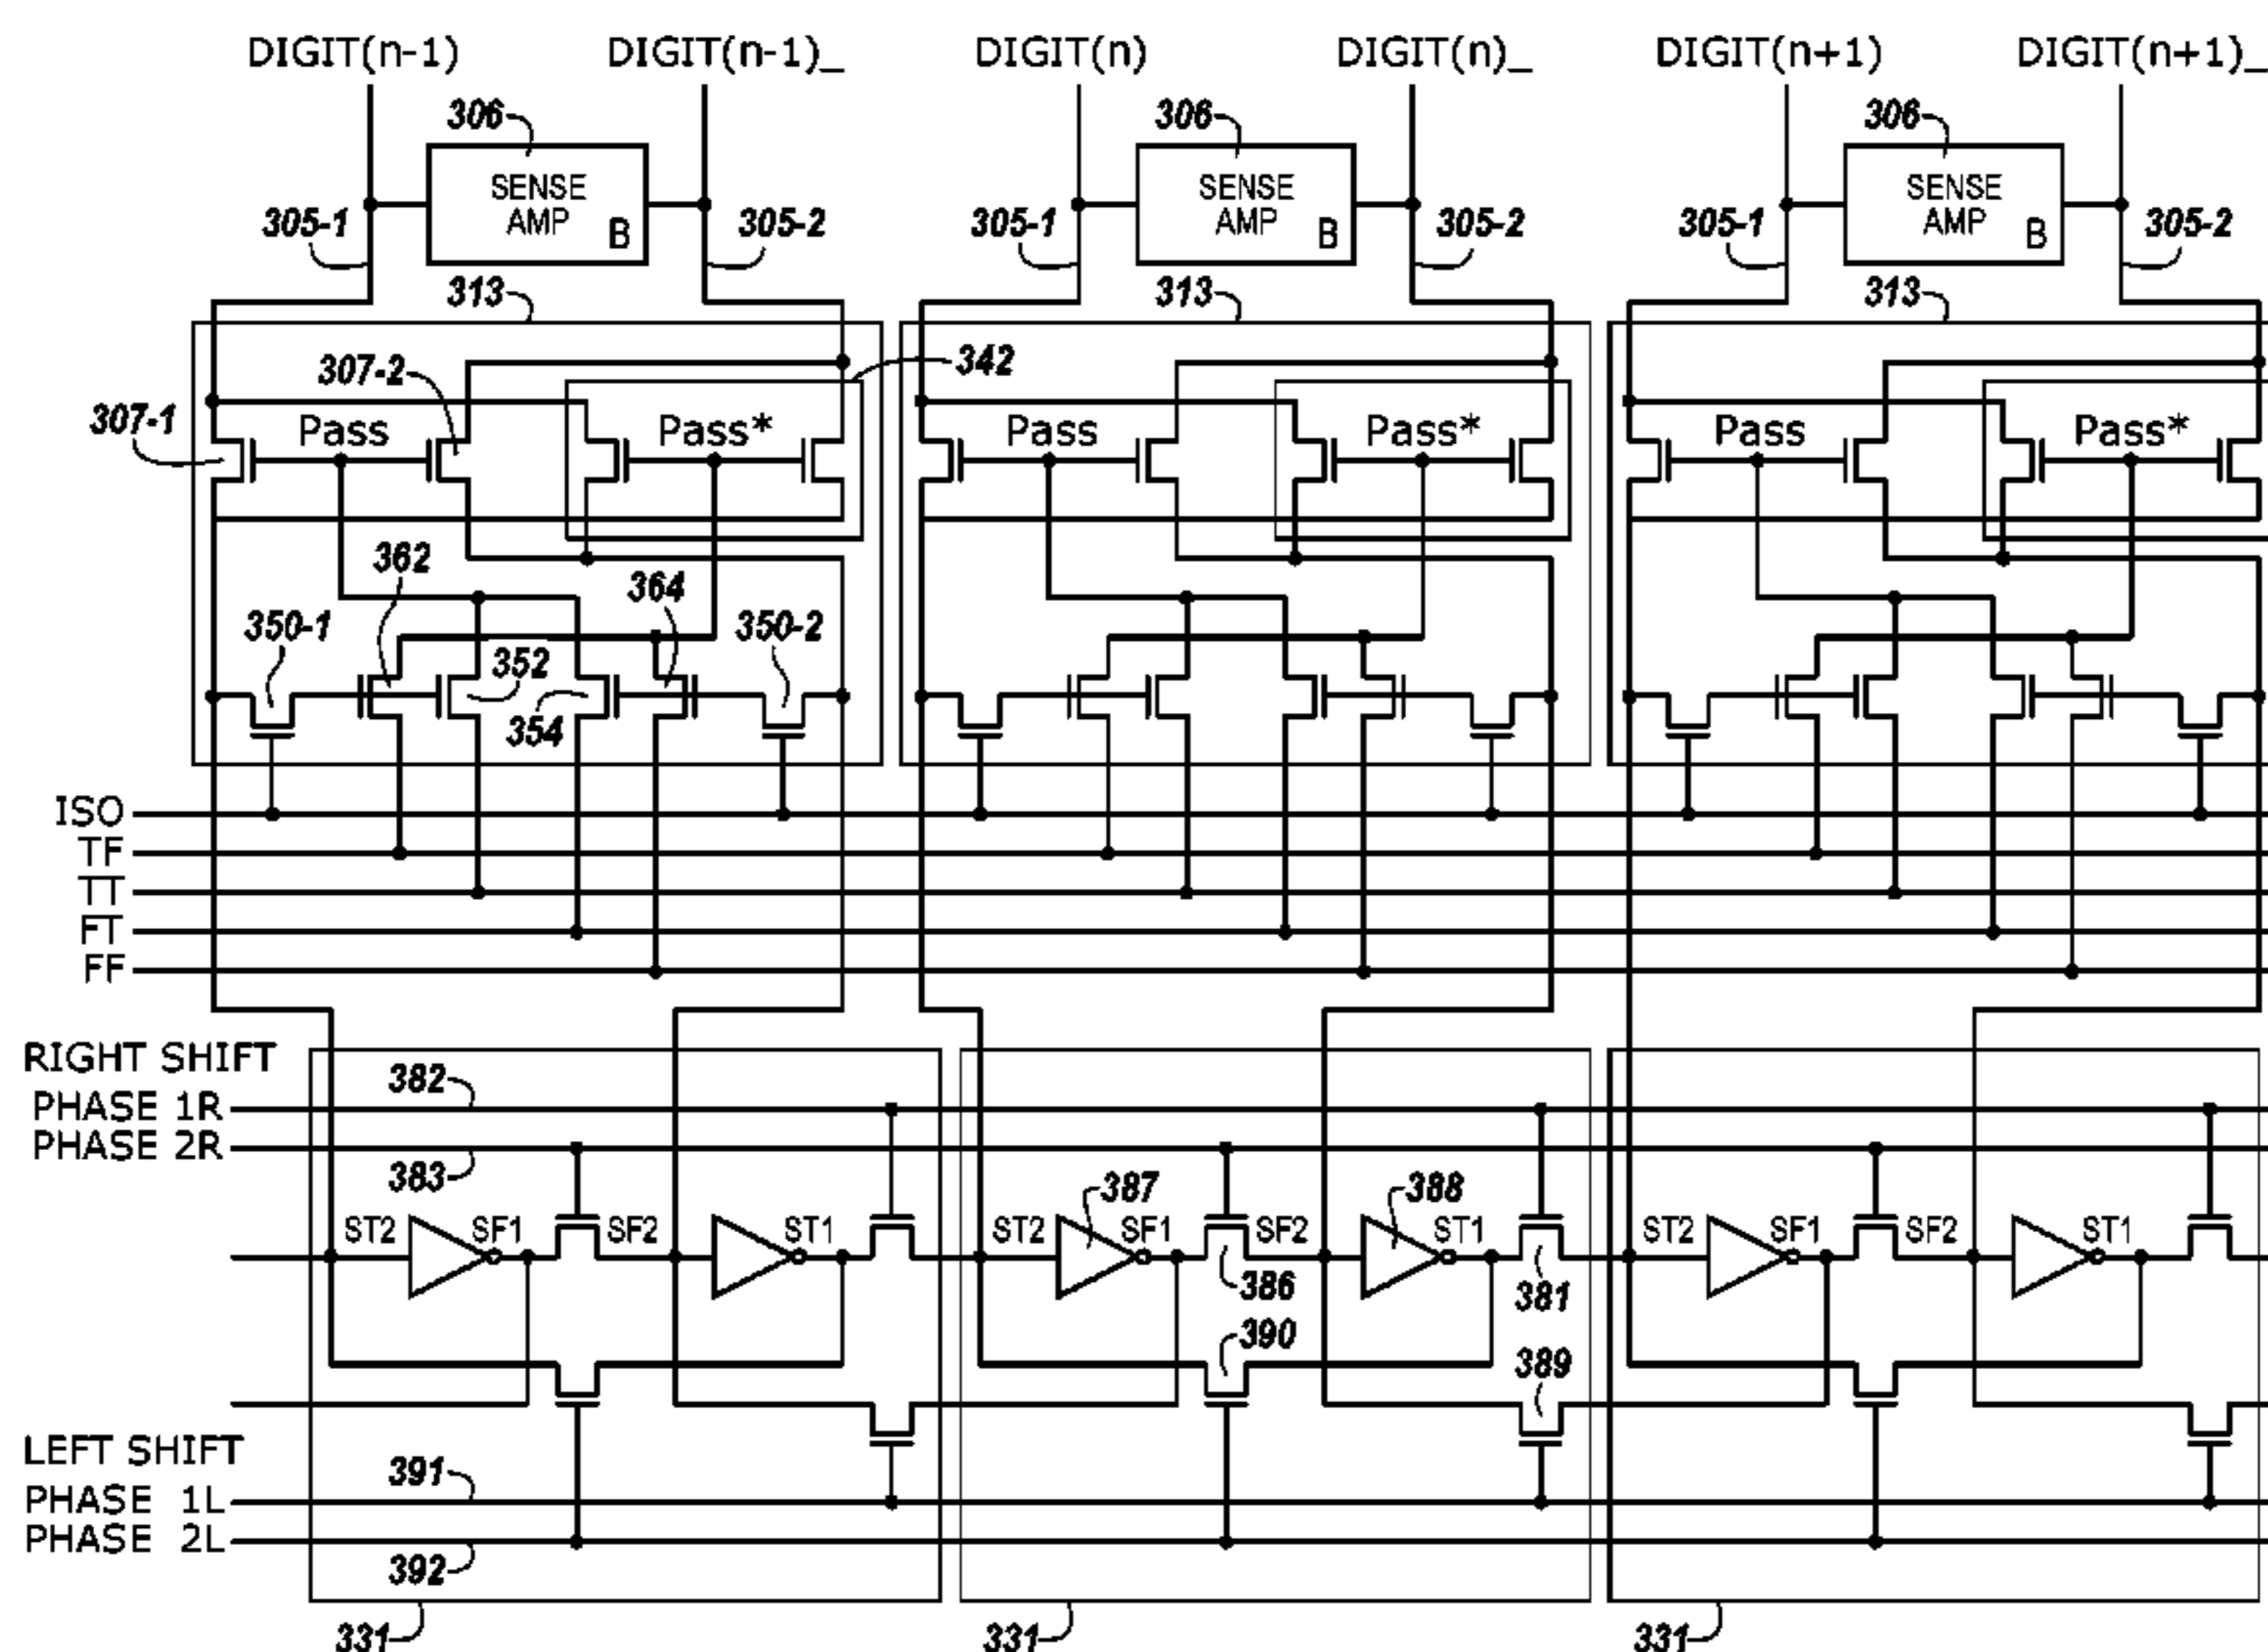 DIGIT(n-1) DIGIT(n-1)_ DIGIT(n) DIGIT(n)_ DIGIT(n+1) DIGIT(n+1)_
306 306 306
SENSE AMP B SENSE AMP B SENSE AMP B
305-1 305-2 305-1 305-2 305-1 305-2
313 313 313
307-2 342
307-1 Pass Pass* Pass Pass* Pass Pass*
362 364
350-1 350-2
352
354
ISO
TF
TT
FT
FF
RIGHT SHIFT
382
PHASE 1R
PHASE 2R
383
387 388
ST2 SF1 SF2 ST1 ST2 SF1 SF2 ST1 ST2 SF1 SF2 ST1
386 381
390
389
LEFT SHIFT
391
PHASE 1L
PHASE 2L
392
331 331 331